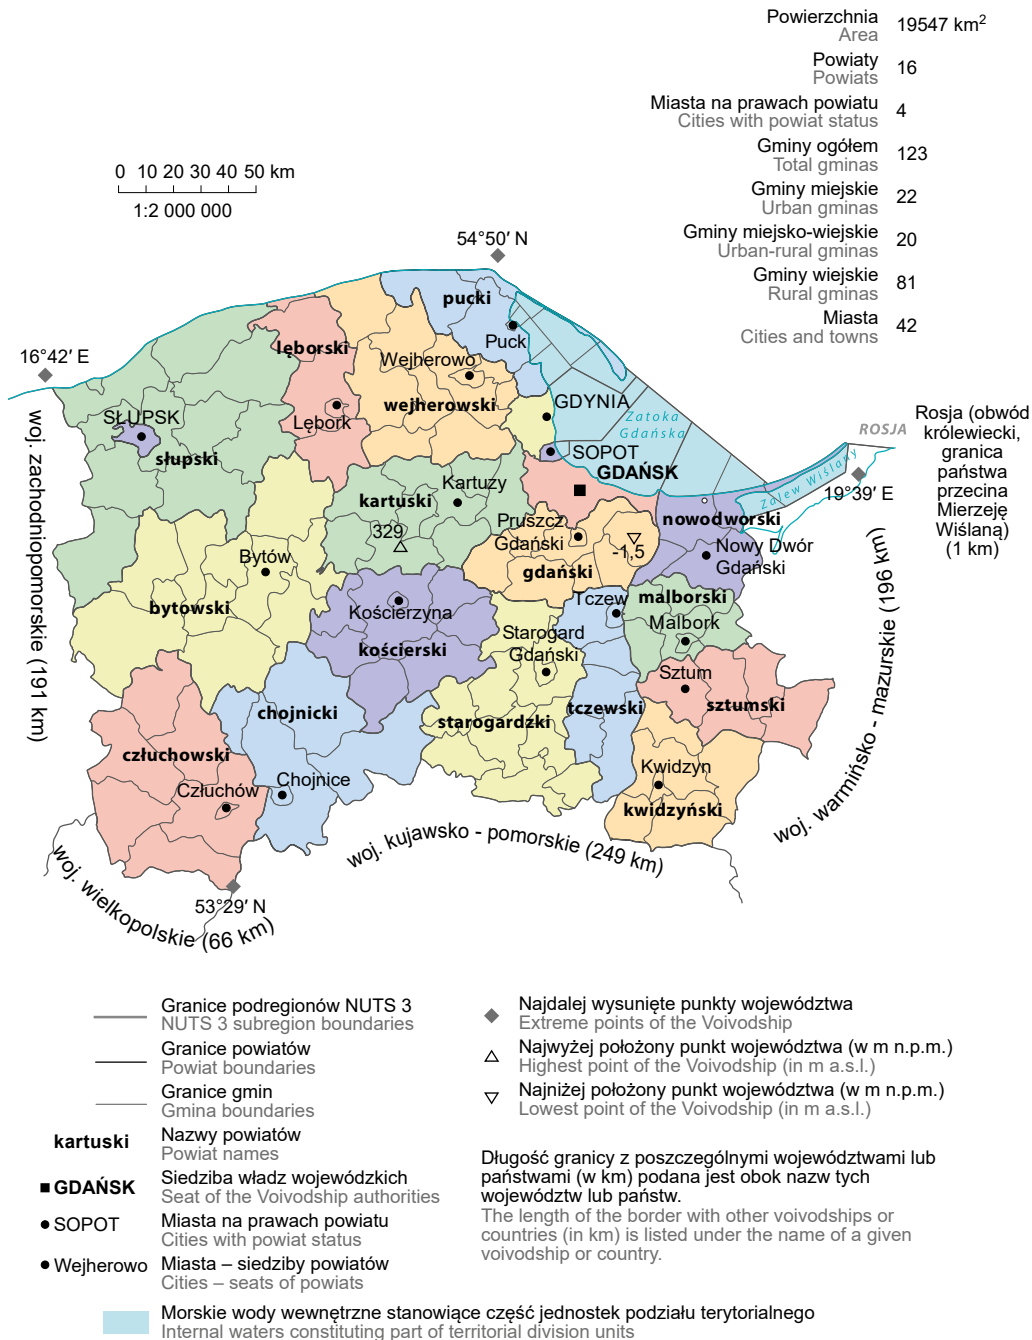 Powierzchnia 19547 km²
Area
Powiaty 16
Powiats
Miasta na prawach powiatu 4
Cities with powiat status
Gminy ogółem 123
Total gminas
Gminy miejskie 22
Urban gminas
Gminy miejsko-wiejskie 20
Urban-rural gminas
Gminy wiejskie 81
Rural gminas
Miasta 42
Cities and towns
0 10 20 30 40 50 km
1:2 000 000
54°50′ N
16°42′ E
pucki
Puck
lęborski
Wejherowo
wejherowski
Lębork
GDYNIA
Zatoka
Gdańska
SŁUPSK
słupski
SOPOT
GDAŃSK
ROSJA
Zalew Wiślany
19°39′ E
Rosja (obwód
królewiecki,
granica
państwa
przecina
Mierzeję
Wiślaną)
(1 km)
kartuski
Kartuzy
329
Pruszcz
Gdański
-1,5
gdański
nowodworski
Nowy Dwór
Gdański
Bytów
bytowski
Kościerzyna
kościerski
Tczew
malborski
Malbork
Starogard
Gdański
Sztum
sztumski
chojnicki
starogardzki
tczewski
człuchowski
Człuchów
Chojnice
Kwidzyn
kwidzyński
woj. zachodniopomorskie (191 km)
woj. wielkopolskie (66 km)
53°29′ N
woj. kujawsko - pomorskie (249 km)
woj. warmińsko - mazurskie (196 km)
Granice podregionów NUTS 3
NUTS 3 subregion boundaries
Granice powiatów
Powiat boundaries
Granice gmin
Gmina boundaries
kartuski Nazwy powiatów
Powiat names
GDAŃSK Siedziba władz wojewódzkich
Seat of the Voivodship authorities
SOPOT Miasta na prawach powiatu
Cities with powiat status
Wejherowo Miasta – siedziby powiatów
Cities – seats of powiats
Morskie wody wewnętrzne stanowiące część jednostek podziału terytorialnego
Internal waters constituting part of territorial division units
Najdalej wysunięte punkty województwa
Extreme points of the Voivodship
Najwyżej położony punkt województwa (w m n.p.m.)
Highest point of the Voivodship (in m a.s.l.)
Najniżej położony punkt województwa (w m n.p.m.)
Lowest point of the Voivodship (in m a.s.l.)
Długość granicy z poszczególnymi województwami lub
państwami (w km) podana jest obok nazw tych
województw lub państw.
The length of the border with other voivodships or
countries (in km) is listed under the name of a given
voivodship or country.